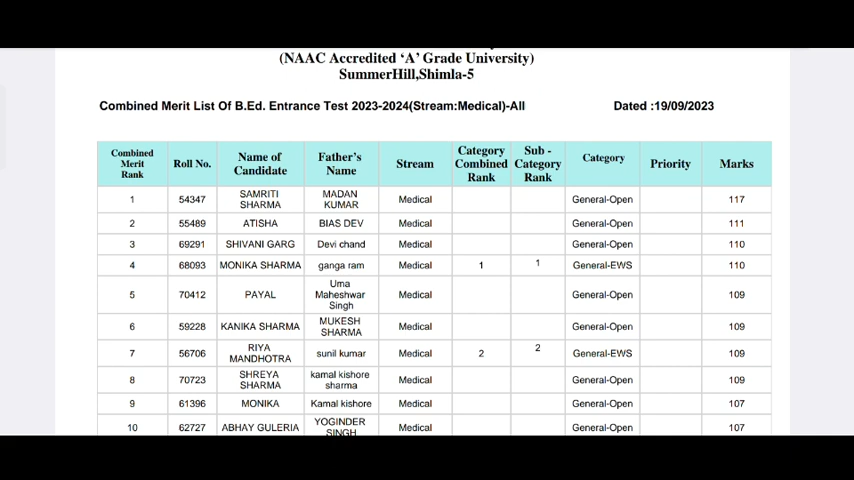 (NAAC Accredited ‘A’ Grade University)
SummerHill,Shimla-5
Combined Merit List Of B.Ed. Entrance Test 2023-2024(Stream:Medical)-All Dated :19/09/2023
Combined Merit Rank Roll No. Name of Candidate Father's Name Stream Category Combined Rank Sub - Category Rank Category Priority Marks
1 54347 SAMRITI SHARMA MADAN KUMAR Medical General-Open 117
2 55489 ATISHA BIAS DEV Medical General-Open 111
3 69291 SHIVANI GARG Devi chand Medical General-Open 110
4 68093 MONIKA SHARMA ganga ram Medical 1 1 General-EWS 110
5 70412 PAYAL Uma Maheshwar Singh Medical General-Open 109
6 59228 KANIKA SHARMA MUKESH SHARMA Medical General-Open 109
7 56706 RIYA MANDHOTRA sunil kumar Medical 2 2 General-EWS 109
8 70723 SHREYA SHARMA kamal kishore sharma Medical General-Open 109
9 61396 MONIKA Kamal kishore Medical General-Open 107
10 62727 ABHAY GULERIA YOGINDER SINGH Medical General-Open 107